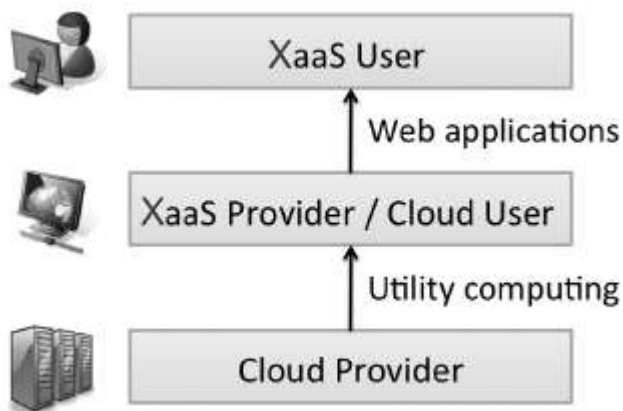 XaaS User
Web applications
XaaS Provider / Cloud User
Utility computing
Cloud Provider